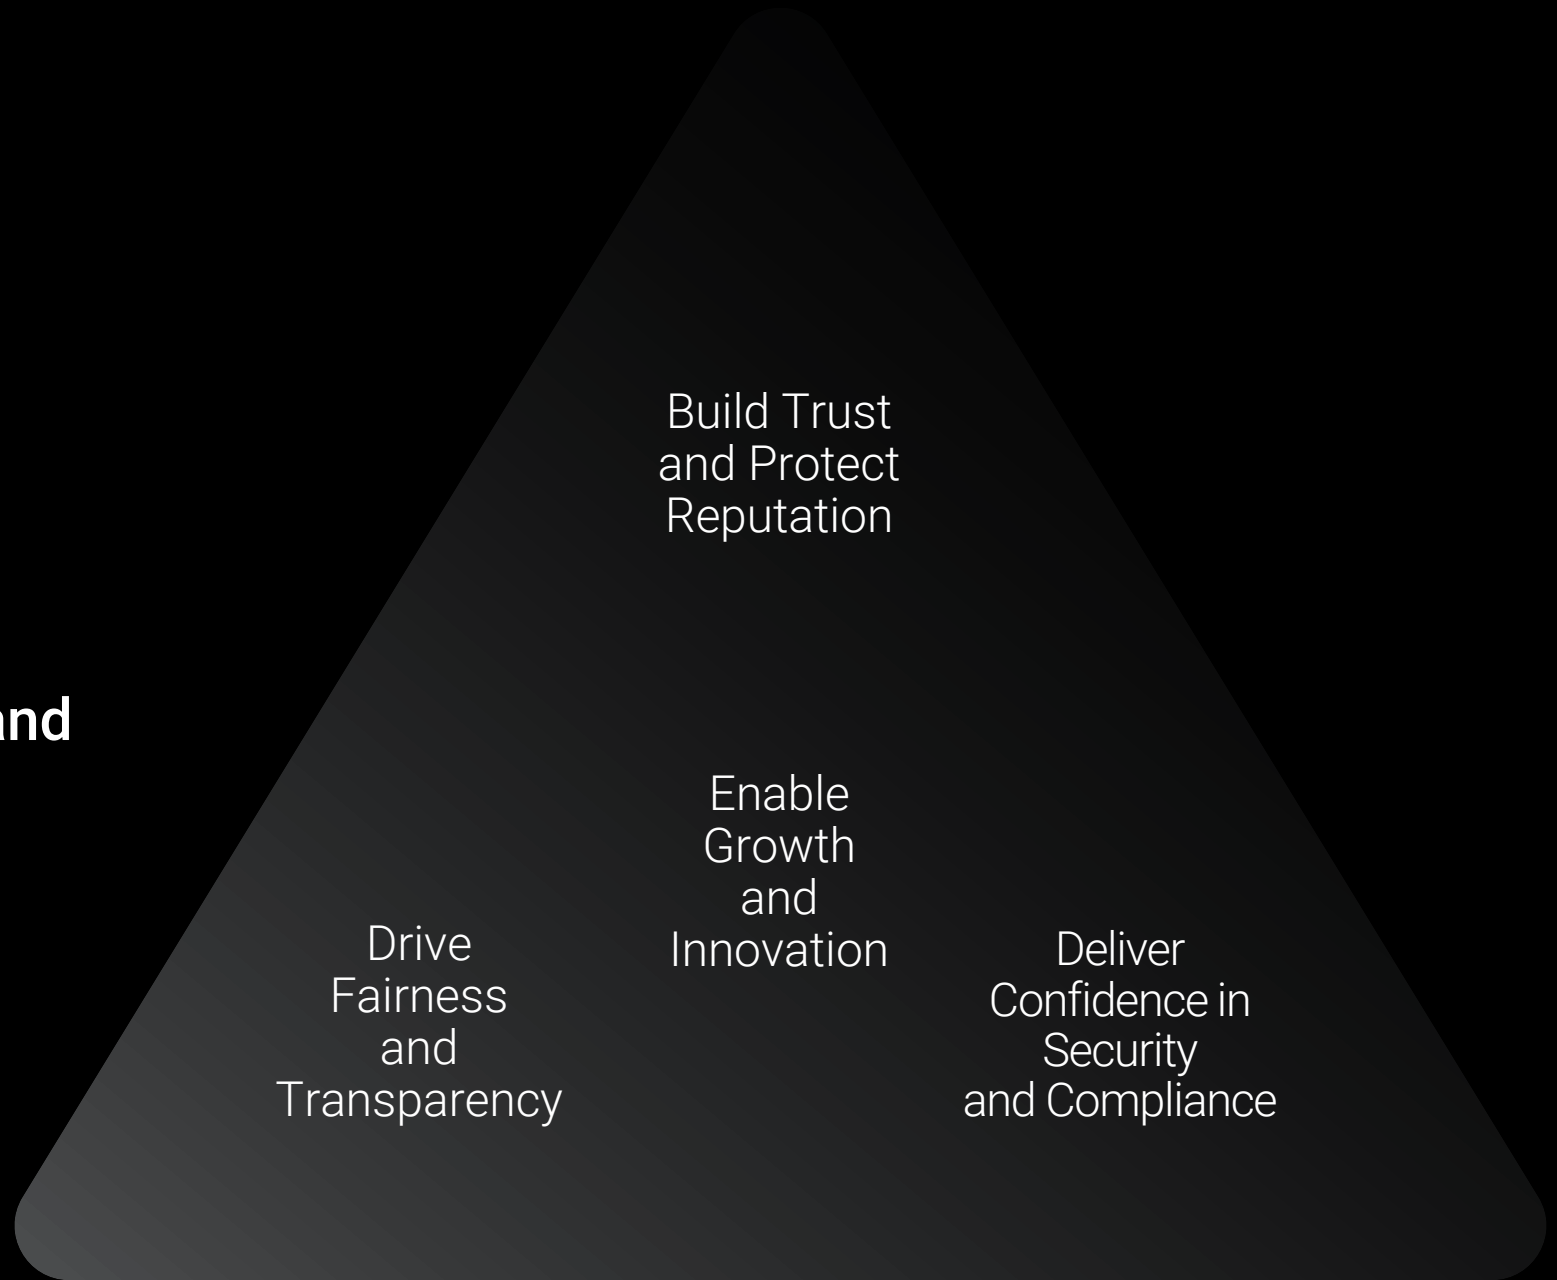 Build Trust
and Protect
Reputation
and
Enable
Growth
and
Innovation
Drive
Fairness
and
Transparency
Deliver
Confidence in
Security
and Compliance